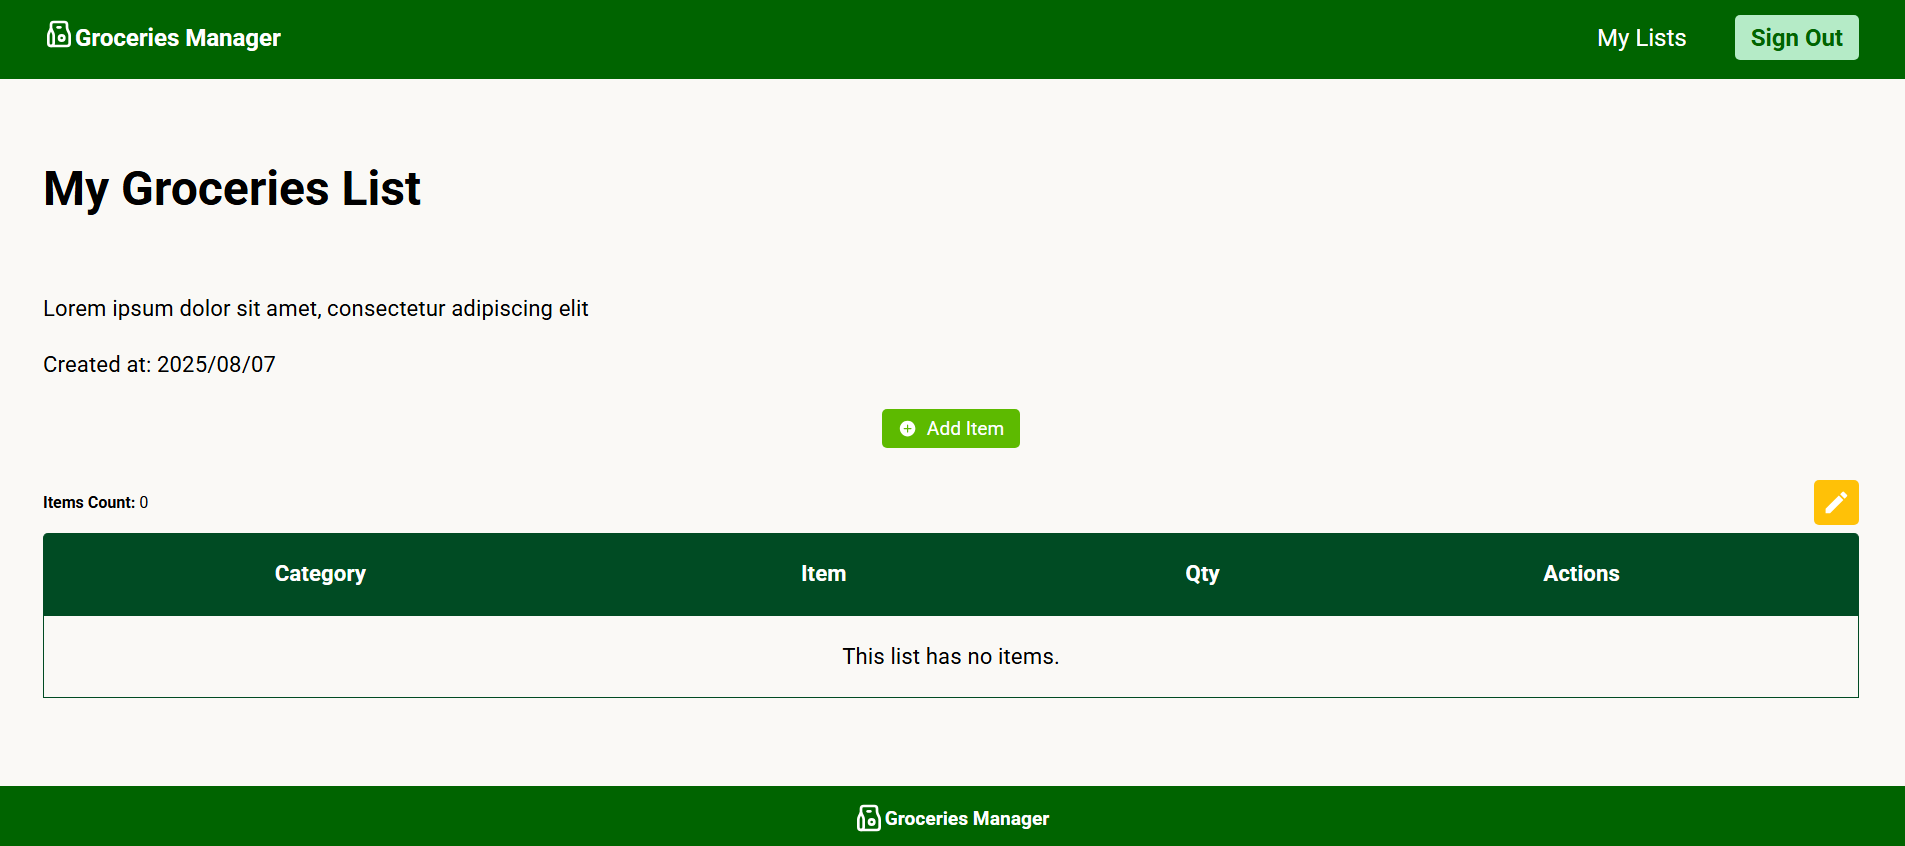 Groceries Manager My Lists Sign Out
My Groceries List
Lorem ipsum dolor sit amet, consectetur adipiscing elit
Created at: 2025/08/07
Add Item
Items Count: 0
Category Item Qty Actions
This list has no items.
Groceries Manager